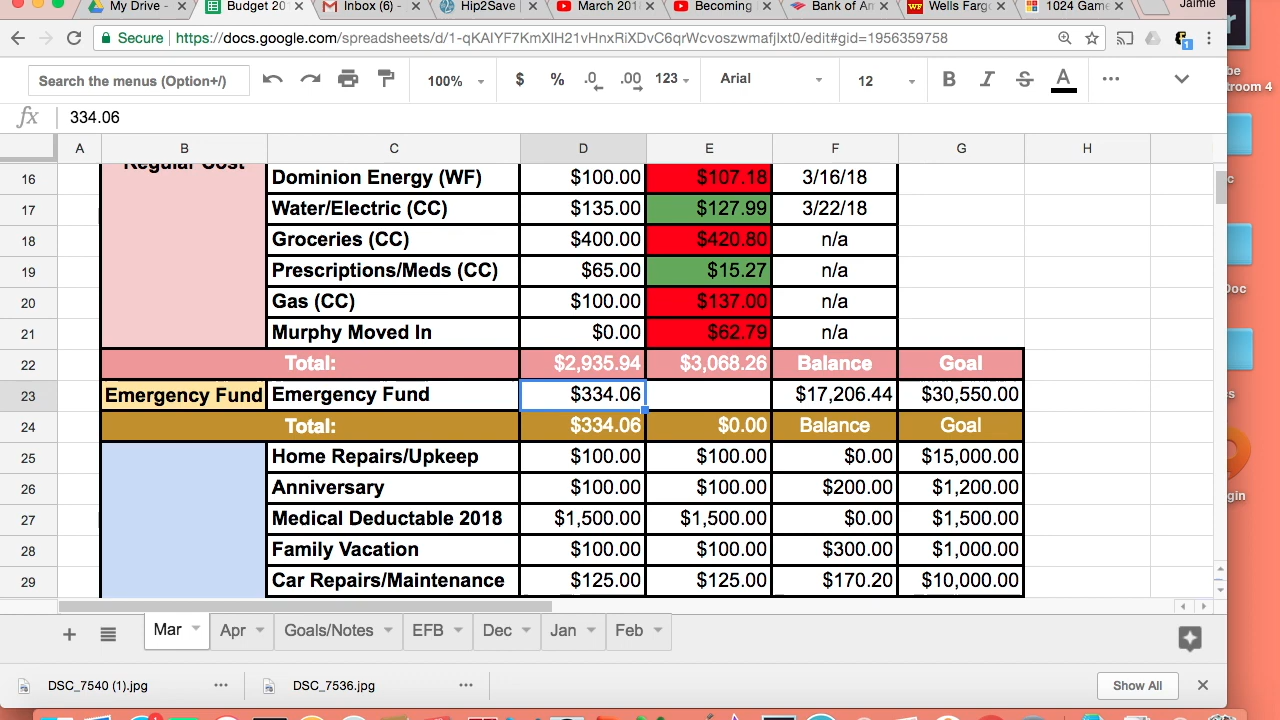 My Drive - Budget 201 Inbox (6) - Hip2Save March 201 Becoming Bank of Am Wells Farg 1024 Game Jaimie
Secure https://docs.google.com/spreadsheets/d/
Search the menus (Option+/) 100% $ % .0 .00 123 Arial 12 B I S A
fx 334.06
A B C D E F G H
16 Dominion Energy (WF) $100.00 $107.18 3/16/18
17 Water/Electric (CC) $135.00 $127.99 3/22/18
18 Groceries (CC) $400.00 $420.80 n/a
19 Prescriptions/Meds (CC) $65.00 $15.27 n/a
20 Gas (CC) $100.00 $137.00 n/a
21 Murphy Moved In $0.00 $62.79 n/a
22 Total: $2,935.94 $3,068.26 Balance Goal
23 Emergency Fund Emergency Fund $334.06 $17,206.44 $30,550.00
24 Total: $334.06 $0.00 Balance Goal
25 Home Repairs/Upkeep $100.00 $100.00 $0.00 $15,000.00
26 Anniversary $100.00 $100.00 $200.00 $1,200.00
27 Medical Deductable 2018 $1,500.00 $1,500.00 $0.00 $1,500.00
28 Family Vacation $100.00 $100.00 $300.00 $1,000.00
29 Car Repairs/Maintenance $125.00 $125.00 $170.20 $10,000.00
+ Mar Apr Goals/Notes EFB Dec Jan Feb
DSC_7540 (1).jpg DSC_7536.jpg Show All